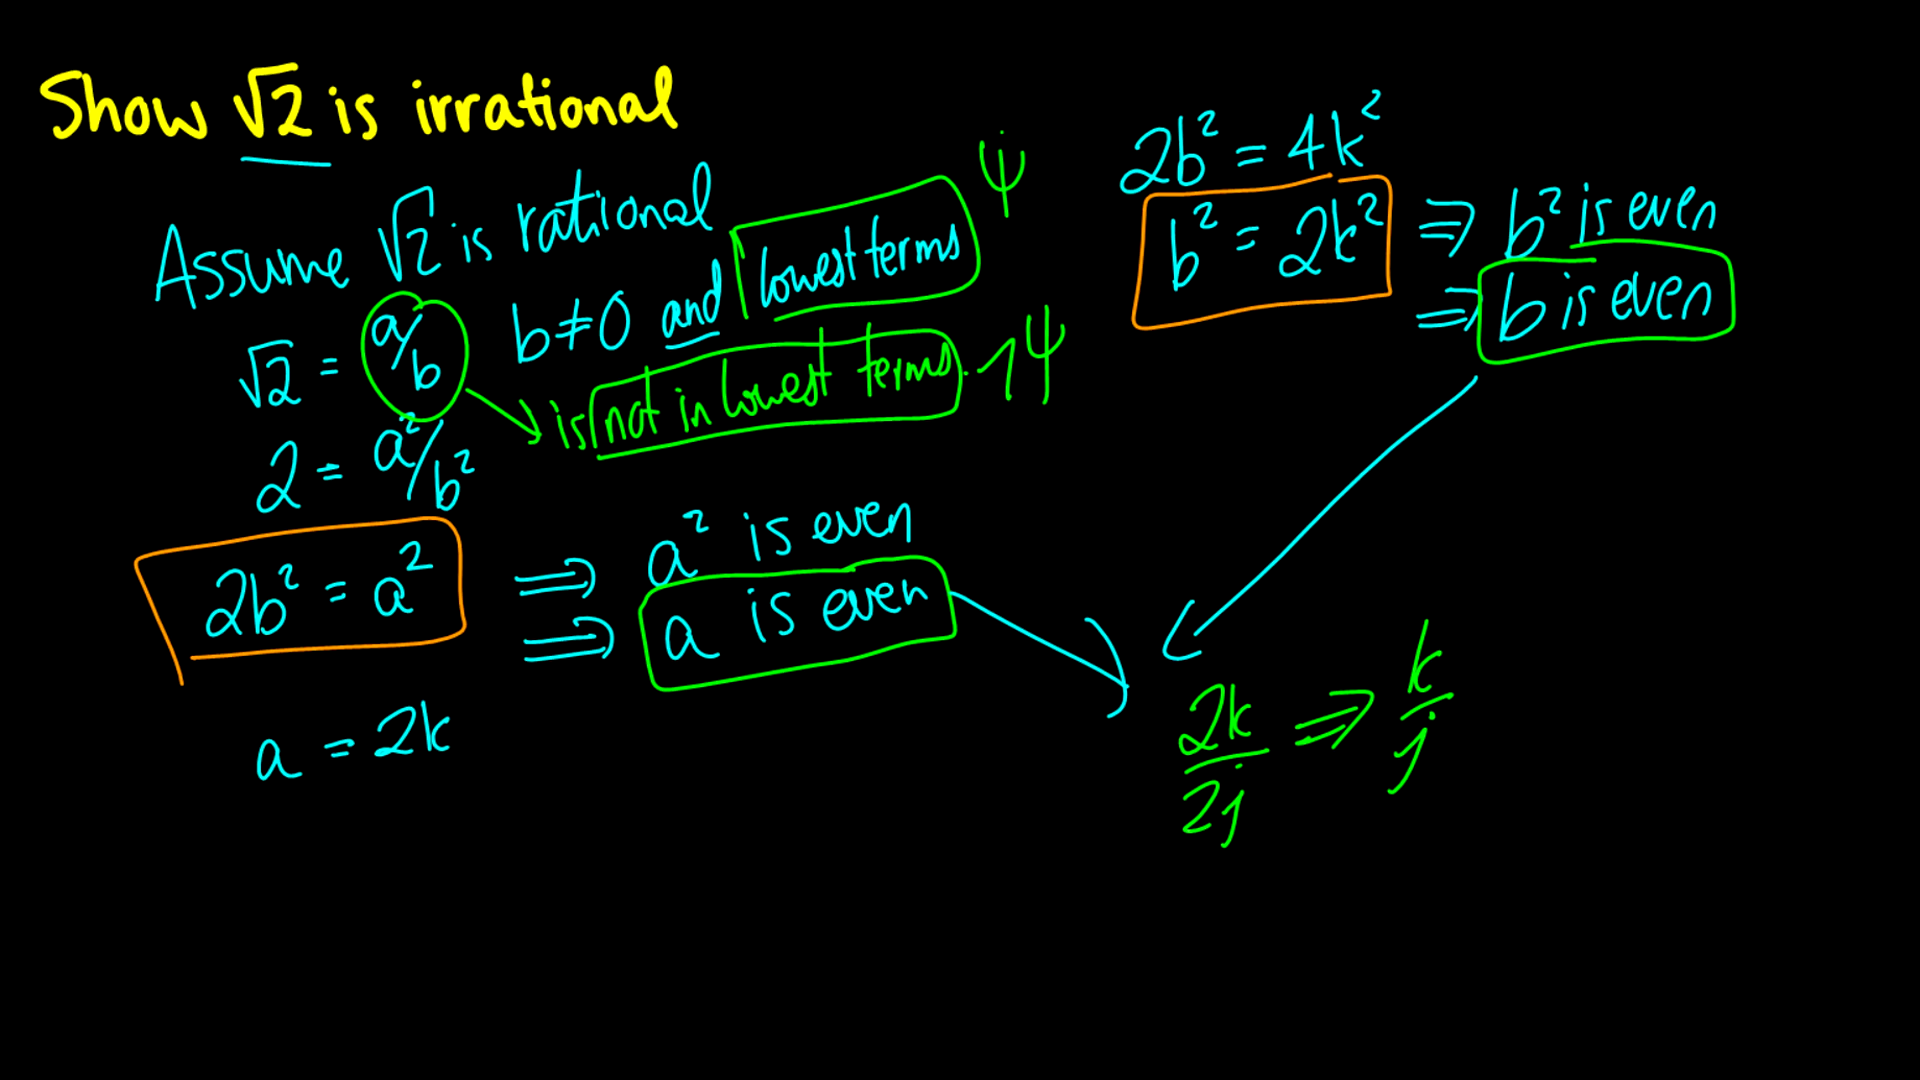 Show √2 is irrational
Assume √2 is rational
√2 = a/b b≠0 and lowest terms ψ
is not in lowest terms. ¬ψ
2 = a²/b²
2b² = a² ⇒ a² is even
⇒ a is even
a = 2k
2b² = 4k²
b² = 2k² ⇒ b² is even
⇒ b is even
2k/2j ⇒ k/j